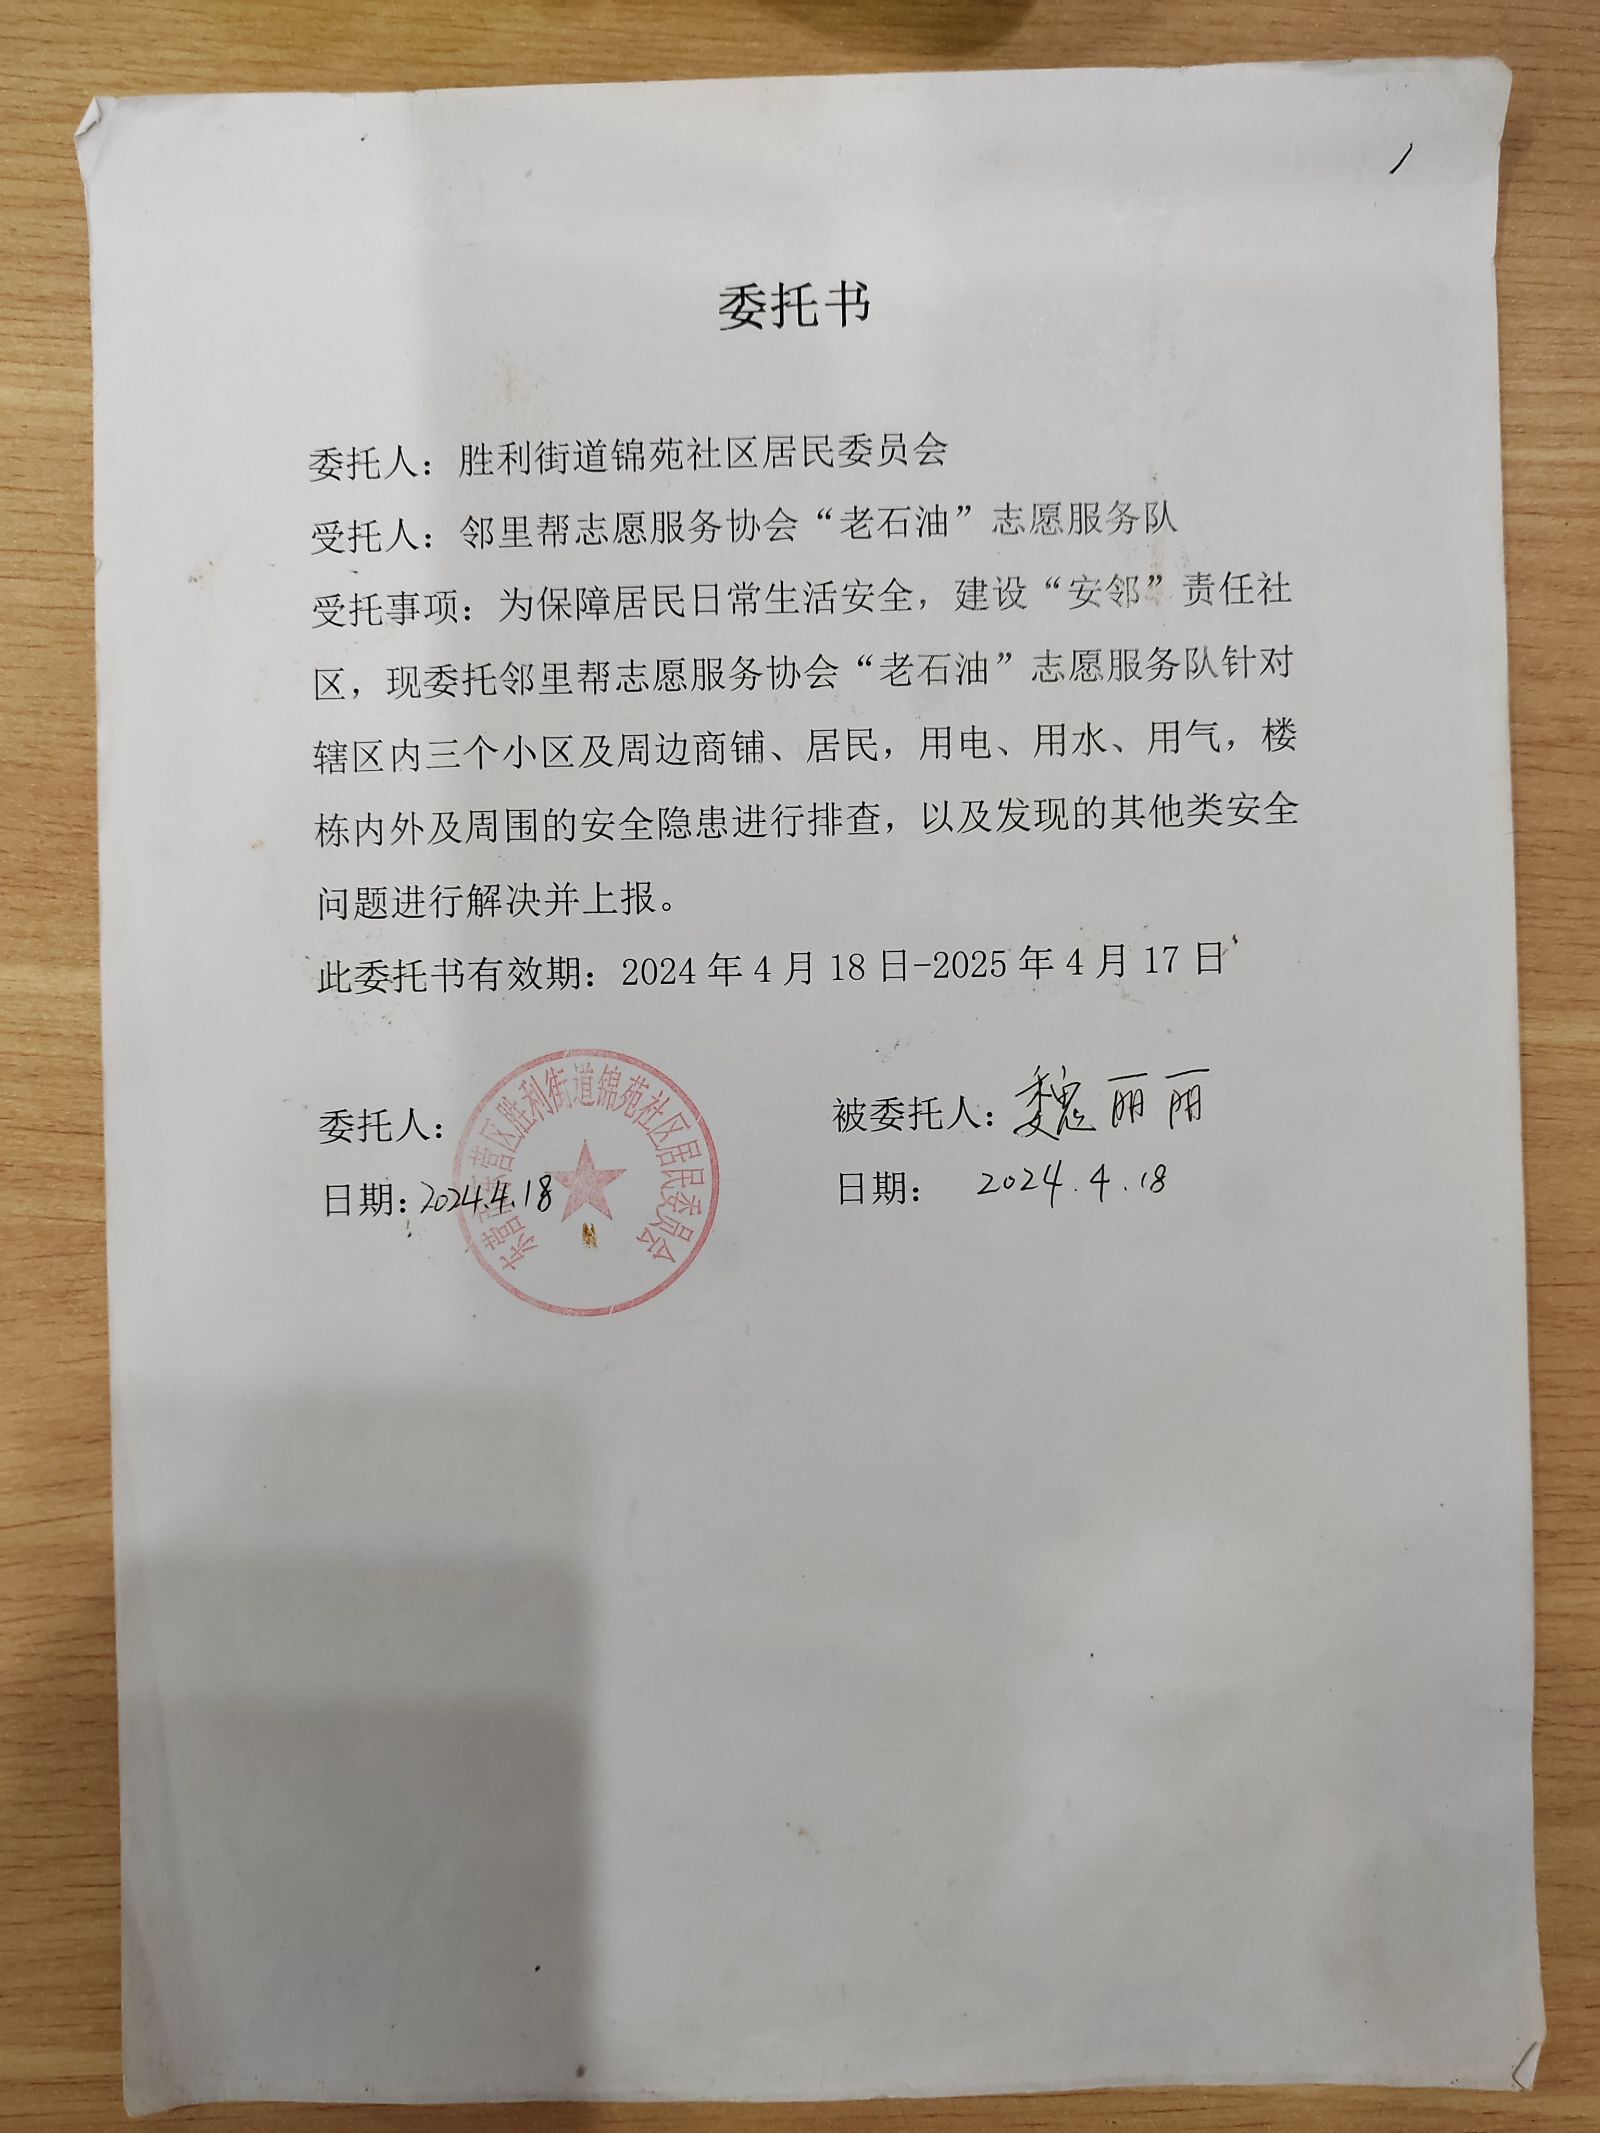 1
委托书
委托人：胜利街道锦苑社区居民委员会
受托人：邻里帮志愿服务协会“老石油”志愿服务队
受托事项：为保障居民日常生活安全，建设“安邻”责任社
区，现委托邻里帮志愿服务协会“老石油”志愿服务队针对
辖区内三个小区及周边商铺、居民，用电、用水、用气，楼
栋内外及周围的安全隐患进行排查，以及发现的其他类安全
问题进行解决并上报。
此委托书有效期：2024年4月18日-2025年4月17日
委托人：
被委托人：魏丽丽
日期：2024.4.18
日期： 2024.4.18
东营市东营区胜利街道锦苑社区居民委员会